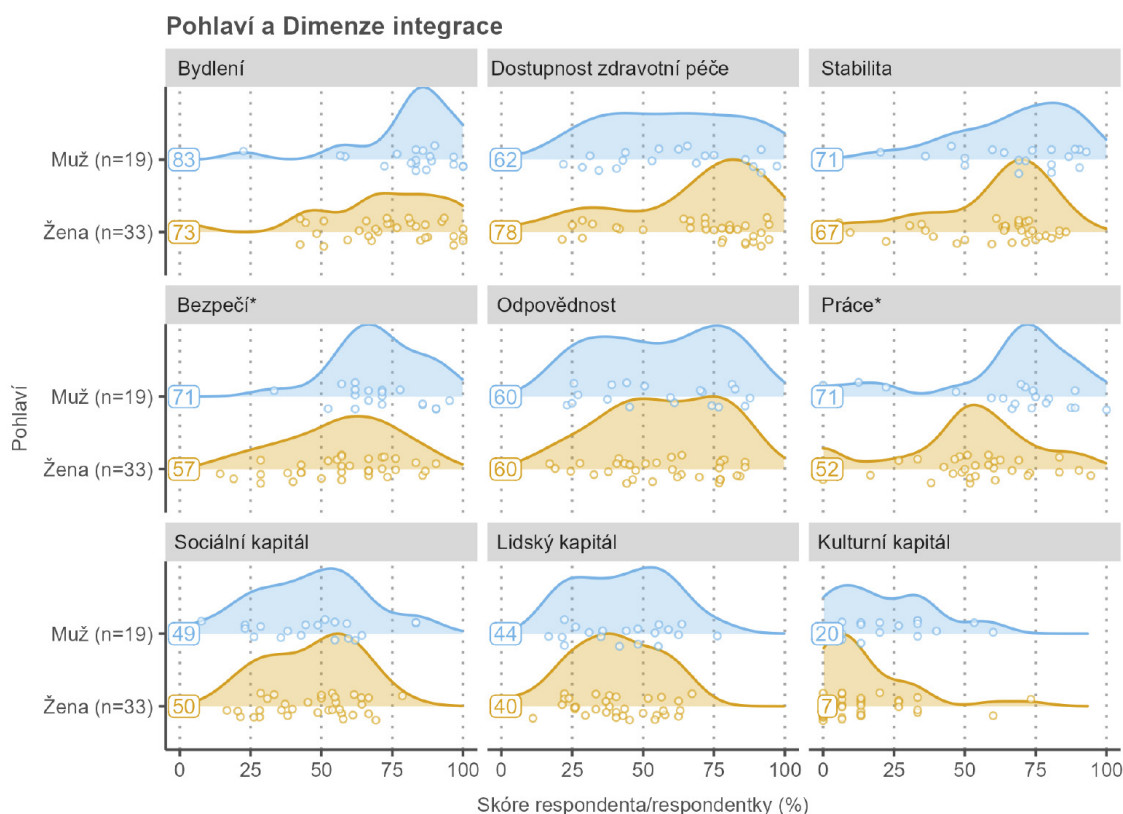 Pohlaví a Dimenze integrace
Bydlení
Dostupnost zdravotní péče
Stabilita
Muž (n=19)
83
62
71
Žena (n=33)
73
78
67
Bezpečí*
Odpovědnost
Práce*
Muž (n=19)
71
60
71
Žena (n=33)
57
60
52
Sociální kapitál
Lidský kapitál
Kulturní kapitál
Muž (n=19)
49
44
20
Žena (n=33)
50
40
7
0 25 50 75 100
0 25 50 75 100
0 25 50 75 100
Pohlaví
Skóre respondenta/respondentky (%)